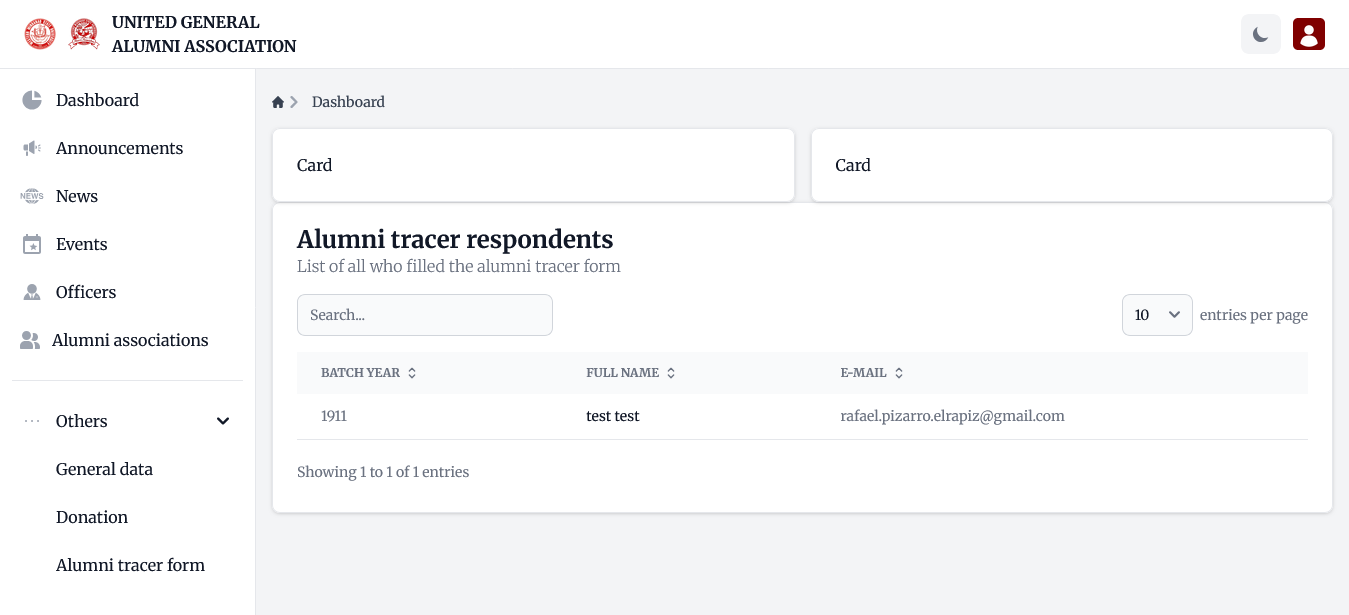 UNITED GENERAL
ALUMNI ASSOCIATION
Dashboard
Announcements
NEWS News
Events
Officers
Alumni associations
Others
General data
Donation
Alumni tracer form
Dashboard
Card
Card
Alumni tracer respondents
List of all who filled the alumni tracer form
Search...
10 entries per page
BATCH YEAR FULL NAME E-MAIL
1911 test test rafael.pizarro.elrapiz@gmail.com
Showing 1 to 1 of 1 entries